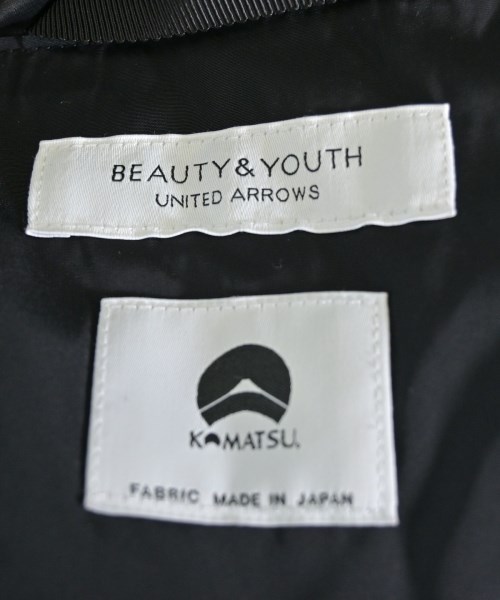 BEAUTY & YOUTH
UNITED ARROWS
KOMATSU.
FABRIC MADE IN JAPAN